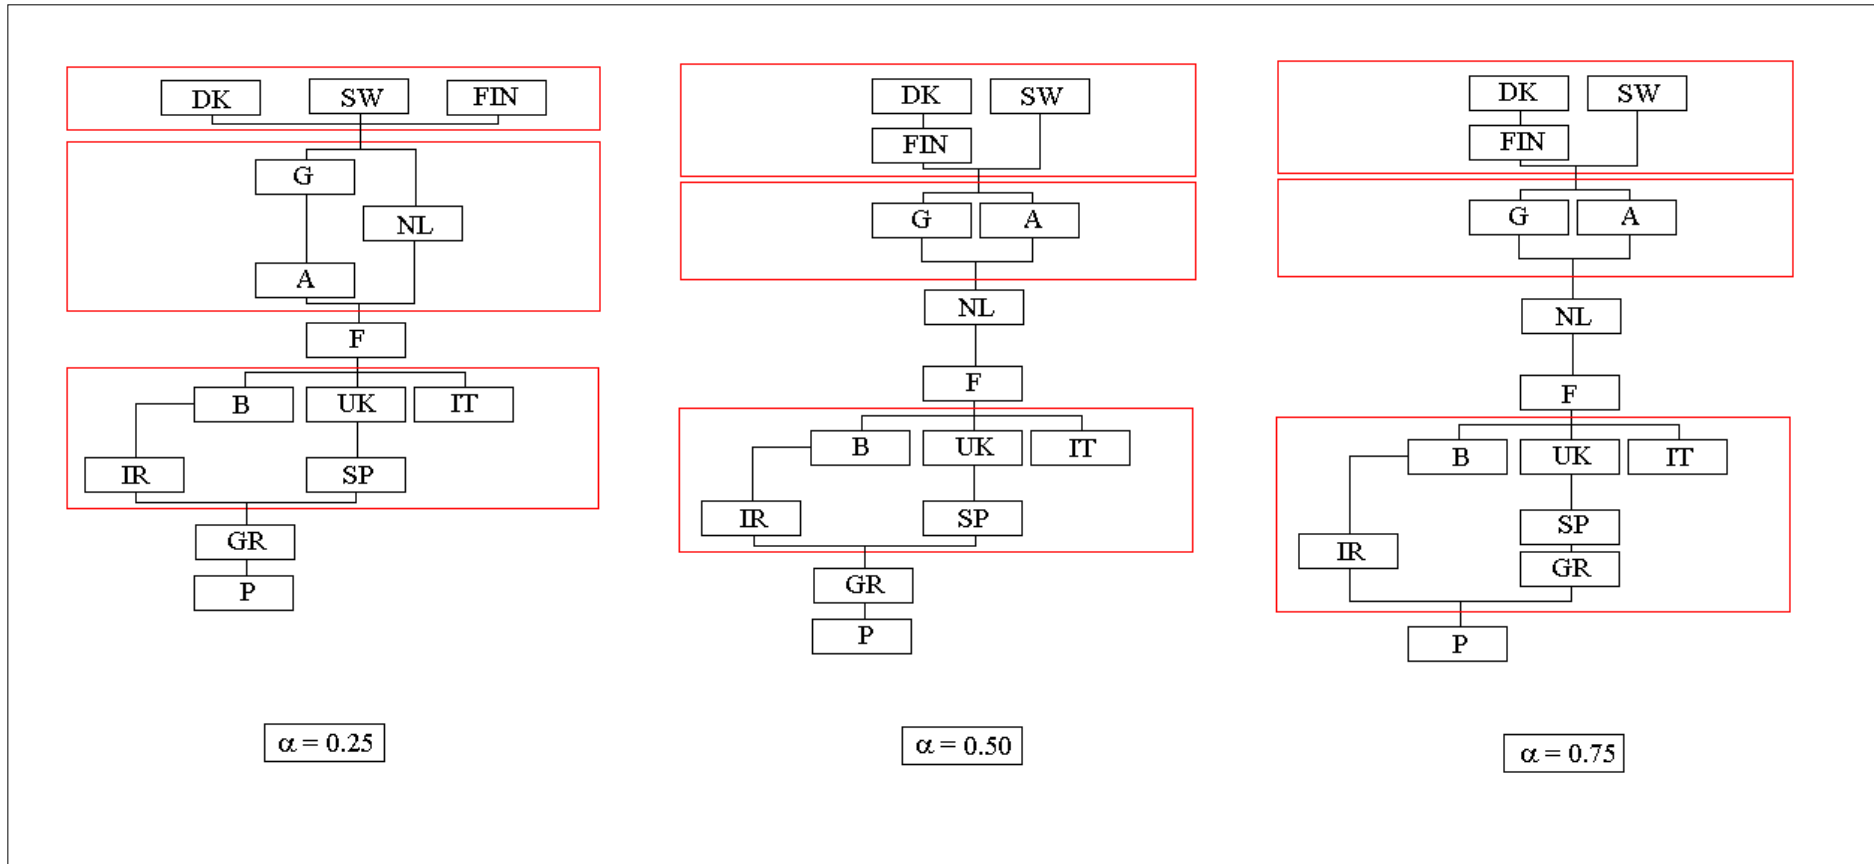 DK SW FIN
G
NL
A
F
B UK IT
IR SP
GR
P
α = 0.25
DK SW
FIN
G A
NL
F
B UK IT
IR SP
GR
P
α = 0.50
DK SW
FIN
G A
NL
F
B UK IT
SP
IR
GR
P
α = 0.75